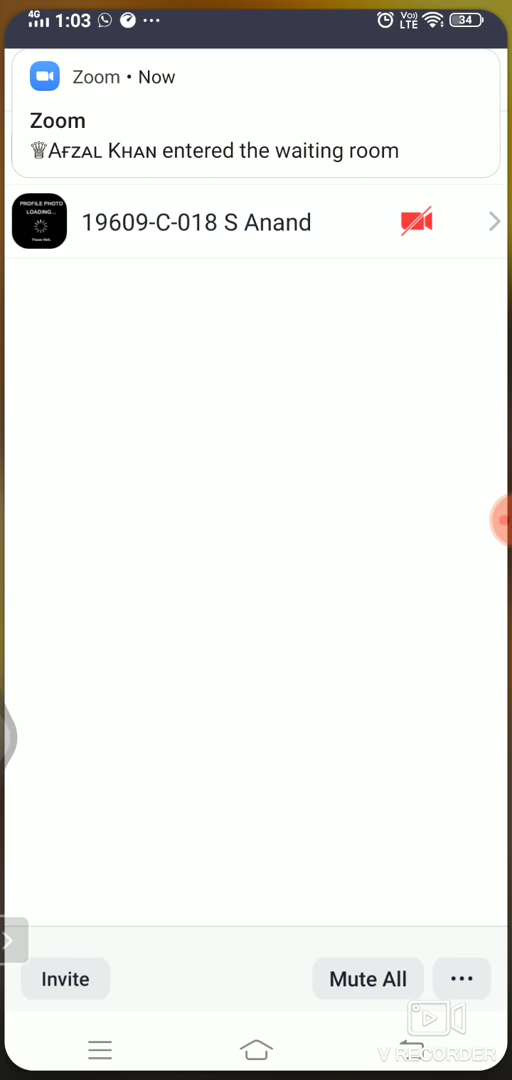 4G 1:03 Vo) LTE 34
Zoom • Now
Zoom
♕Aғᴢᴀʟ Kʜᴀɴ entered the waiting room
PROFILE PHOTO
LOADING...
Please Wait.
19609-C-018 S Anand
Invite
Mute All
V RECORDER